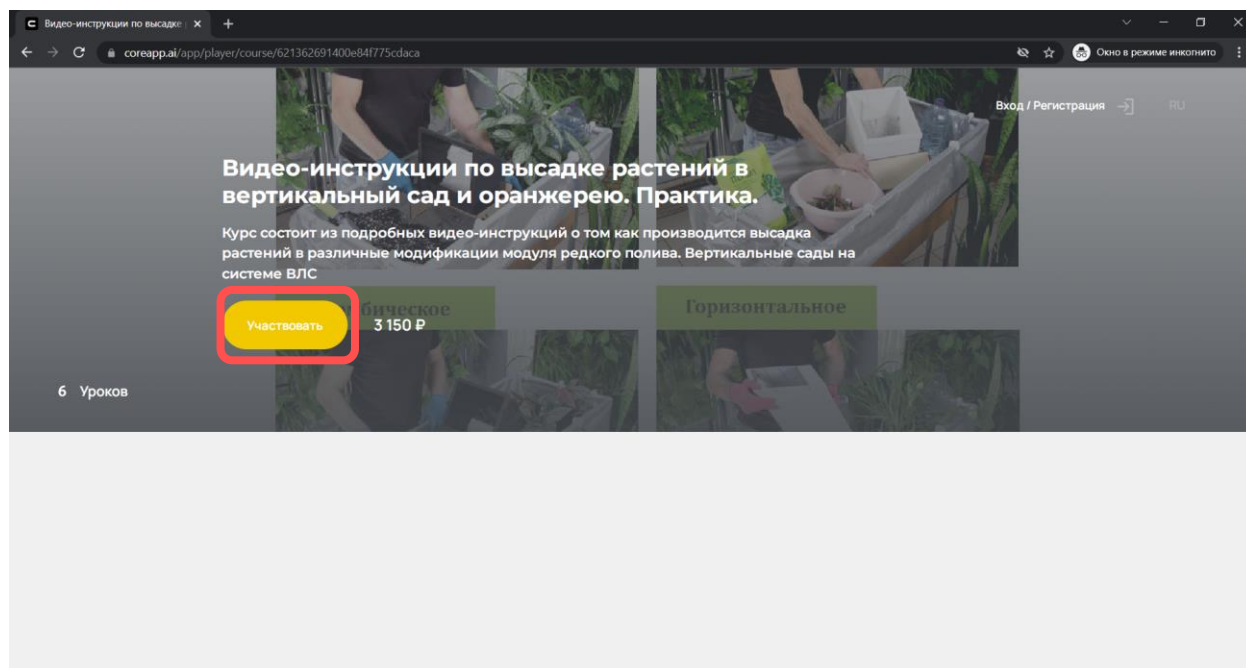 Видео-инструкции по высадке
coreapp.ai/app/player/course/621362691400e84f775cdaca
Окно в режиме инкогнито
Вход / Регистрация
RU
Видео-инструкции по высадке растений в
вертикальный сад и оранжерею. Практика.
Курс состоит из подробных видео-инструкций о том как производится высадка
растений в различные модификации модуля редкого полива. Вертикальные сады на
системе ВЛС
Горизонтальное
Участвовать
3 150 ₽
6 Уроков